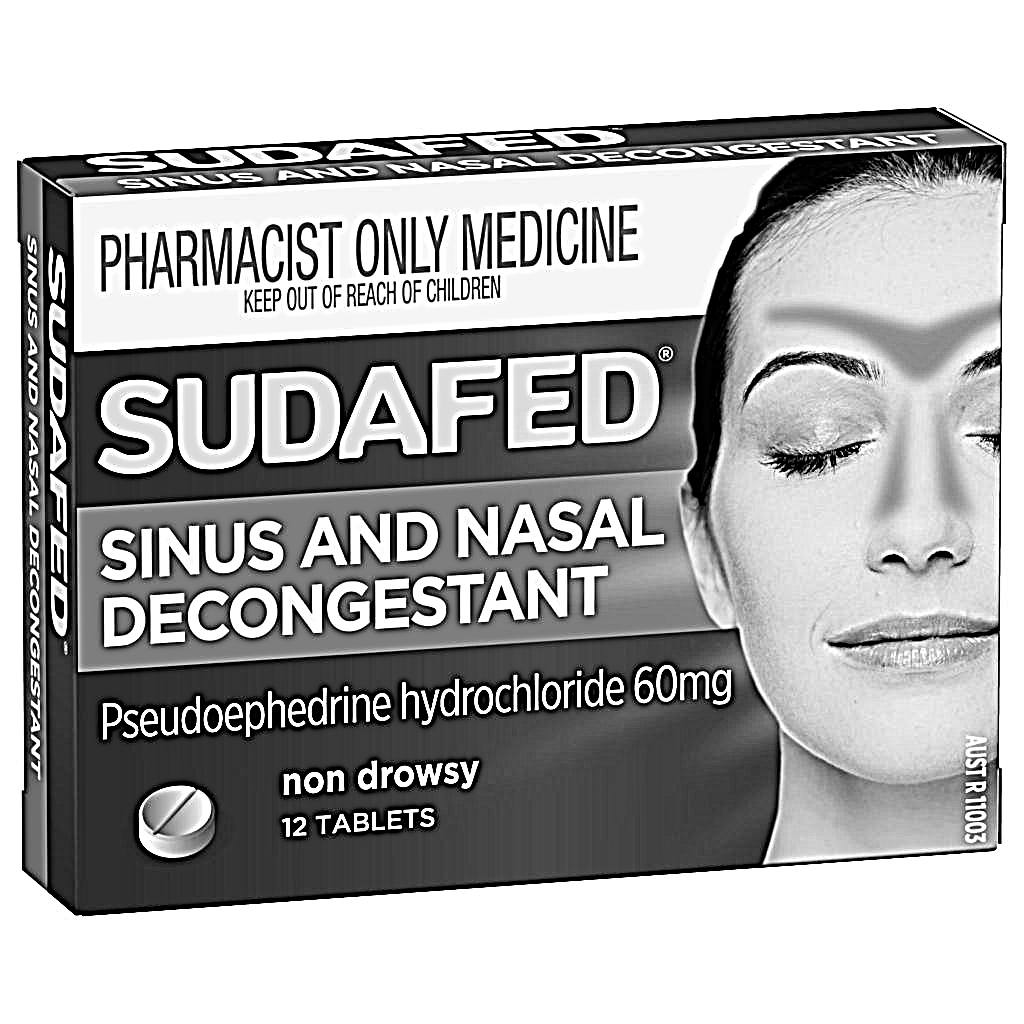 SUDAFED®
SINUS AND NASAL DECONGESTANT
SUDAFED®
SINUS AND NASAL DECONGESTANT
PHARMACIST ONLY MEDICINE
KEEP OUT OF REACH OF CHILDREN
SUDAFED®
SINUS AND NASAL
DECONGESTANT
Pseudoephedrine hydrochloride 60mg
non drowsy
12 TABLETS
AUST R 11003